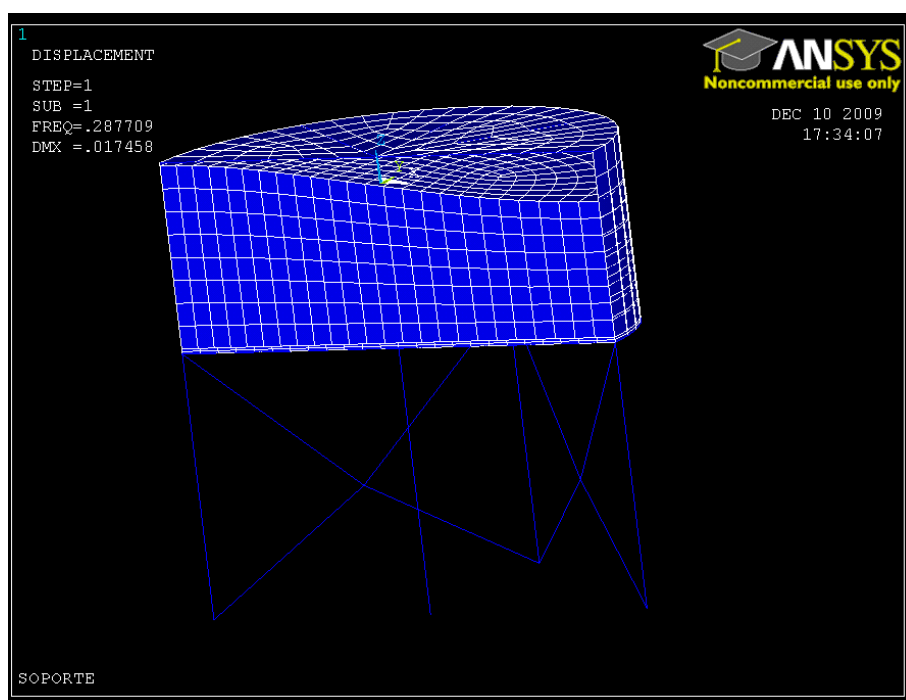 1
DISPLACEMENT
STEP=1
SUB =1
FREQ=.287709
DMX =.017458
ANSYS
Noncommercial use only
DEC 10 2009
17:34:07
Z
Y
X
SOPORTE